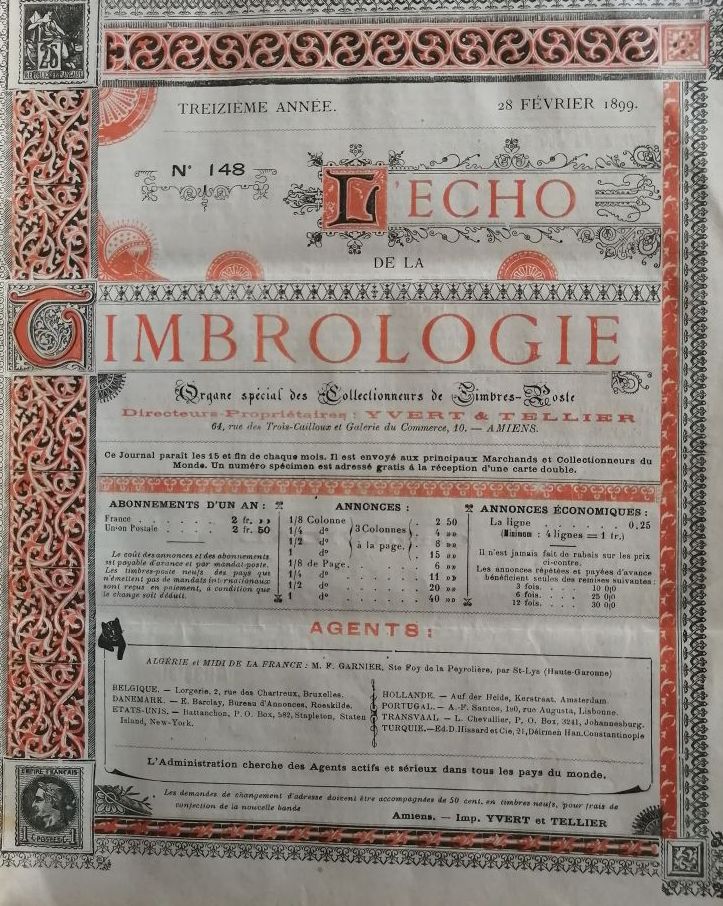 25
TREIZIÈME ANNÉE. 28 FÉVRIER 1899.
N° 148
L'ECHO
DE LA
TIMBROLOGIE
Organe spécial des Collectionneurs de Timbres-Poste
Directeurs-Propriétaires : YVERT & TELLIER
64, rue des Trois-Cailloux et Galerie du Commerce, 10. — AMIENS.
Ce Journal paraît les 15 et fin de chaque mois. Il est envoyé aux principaux Marchands et Collectionneurs du
Monde. Un numéro spécimen est adressé gratis à la réception d'une carte double.
ABONNEMENTS D'UN AN :
France . . . . . 2 fr. »»
Union Postale . . . . 2 fr. 50
Le coût des annonces et des abonnements
est payable d'avance et par mandat-poste.
Les timbres-poste neufs des pays qui
n'émettent pas de mandats internationaux
sont reçus en paiement, à condition que
le change soit déduit.
ANNONCES :
1/8 Colonne . 2 50
1/4 d° (3 Colonnes) . 4 »»
1/2 d° à la page. . 8 »»
1 d° . 15 »»
1/8 de Page. . . . . 6 »»
1/4 d° . . . . . 11 »»
1/2 d° . . . . . 20 »»
1 d° . . . . . 40 »»
ANNONCES ÉCONOMIQUES :
La ligne . . . . . 0,25
(Minimum : 4 lignes = 1 fr.)
Il n'est jamais fait de rabais sur les prix
ci-contre.
Les annonces répétées et payées d'avance
bénéficient seules des remises suivantes :
3 fois. . . . . 10 0/0
6 fois. . . . . 25 0/0
12 fois. . . . . 30 0/0
AGENTS :
ALGÉRIE et MIDI DE LA FRANCE : M. F. GARNIER, Ste Foy de la Peyrolière, par St-Lys (Haute-Garonne)
BELGIQUE. — Lorgerie, 2, rue des Chartreux, Bruxelles.
DANEMARK. — E. Barclay, Bureau d'Annonces, Roeskilde.
ETATS-UNIS. — Battanchon, P. O. Box, 582, Stapleton, Staten
Island, New-York.
HOLLANDE. — Auf der Heide, Kerstraat, Amsterdam
PORTUGAL. — A.-F. Santos, 180, rue Augusta, Lisbonne.
TRANSVAAL — L. Chevallier, P. O. Box, 3241, Johannesburg.
TURQUIE.—Ed. D. Hissard et Cie, 21, Déirmen Han, Constantinople
L'Administration cherche des Agents actifs et sérieux dans tous les pays du monde.
Les demandes de changement d'adresse doivent être accompagnées de 50 cent. en timbres neufs, pour frais de
confection de la nouvelle bande
Amiens. — Imp. YVERT et TELLIER
EMPIRE FRANÇAIS
1 POSTES 1